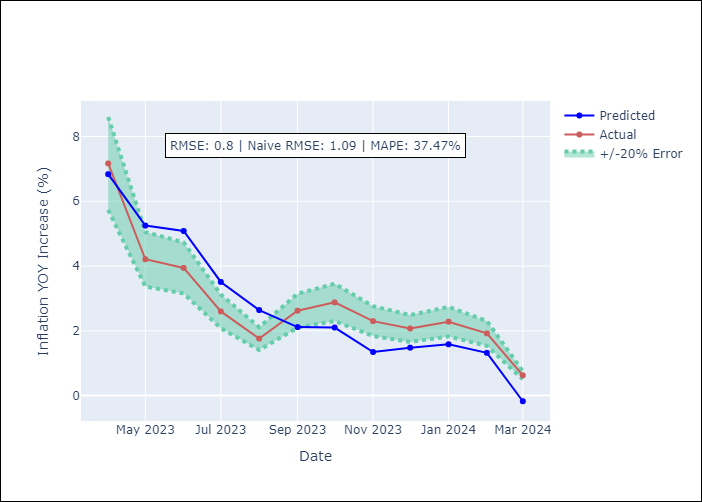 RMSE: 0.8 | Naive RMSE: 1.09 | MAPE: 37.47%
Predicted
Actual
+/-20% Error
Inflation YOY Increase (%)
8
6
4
2
0
May 2023
Jul 2023
Sep 2023
Nov 2023
Jan 2024
Mar 2024
Date